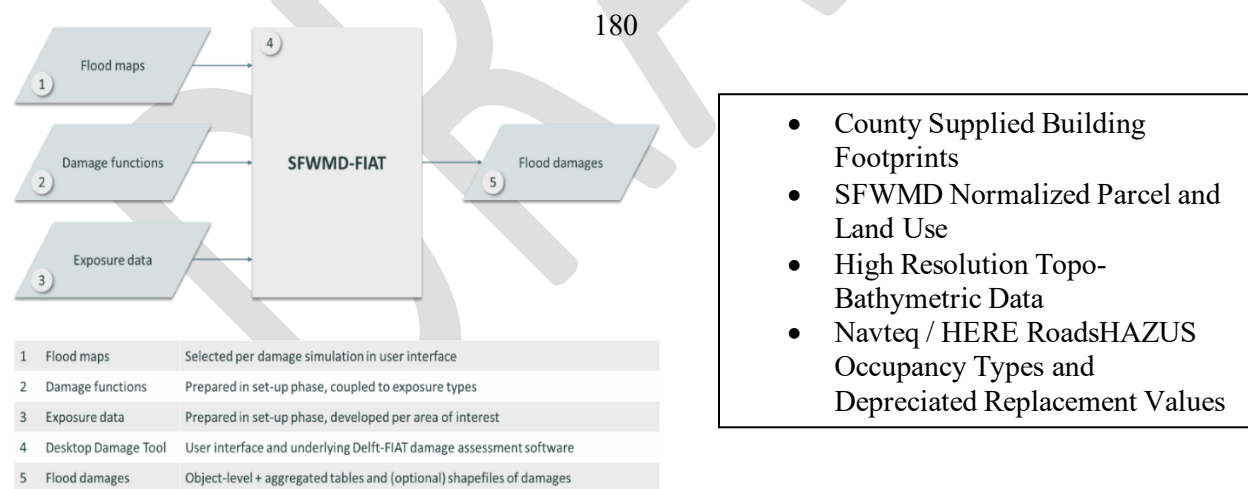 180
4
Flood maps
1
Damage functions
2
SFWMD-FIAT
Flood damages
5
Exposure data
3
1 Flood maps Selected per damage simulation in user interface
2 Damage functions Prepared in set-up phase, coupled to exposure types
3 Exposure data Prepared in set-up phase, developed per area of interest
4 Desktop Damage Tool User interface and underlying Delft-FIAT damage assessment software
5 Flood damages Object-level + aggregated tables and (optional) shapefiles of damages
• County Supplied Building
Footprints
• SFWMD Normalized Parcel and
Land Use
• High Resolution Topo-
Bathymetric Data
• Navteq / HERE RoadsHAZUS
Occupancy Types and
Depreciated Replacement Values